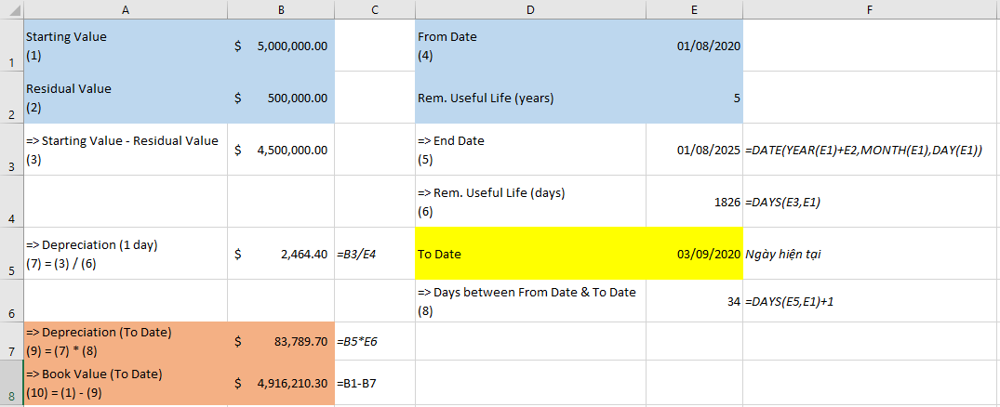 A B C D E F
1 Starting Value
(1) $ 5,000,000.00 From Date
(4) 01/08/2020
2 Residual Value
(2) $ 500,000.00 Rem. Useful Life (years) 5
3 => Starting Value - Residual Value
(3) $ 4,500,000.00 => End Date
(5) 01/08/2025 =DATE(YEAR(E1)+E2,MONTH(E1),DAY(E1))
4 => Rem. Useful Life (days)
(6) 1826 =DAYS(E3,E1)
5 => Depreciation (1 day)
(7) = (3) / (6) $ 2,464.40 =B3/E4 To Date 03/09/2020 Ngày hiện tại
6 => Days between From Date & To Date
(8) 34 =DAYS(E5,E1)+1
7 => Depreciation (To Date)
(9) = (7) * (8) $ 83,789.70 =B5*E6
8 => Book Value (To Date)
(10) = (1) - (9) $ 4,916,210.30 =B1-B7